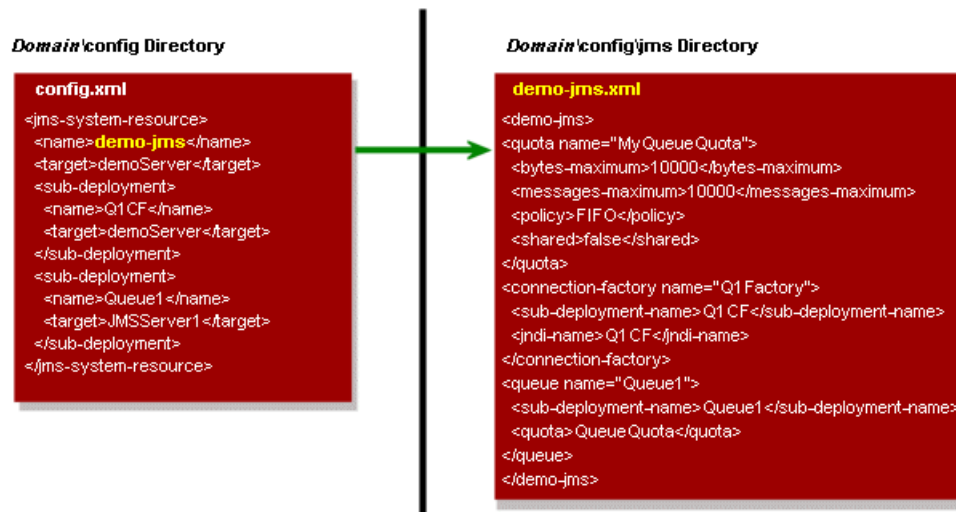 Domain\config Directory
config.xml
<jms-system-resource>
<name>demo-jms</name>
<target>demoServer</target>
<sub-deployment>
<name>Q1CF</name>
<target>demoServer</target>
</sub-deployment>
<sub-deployment>
<name>Queue1</name>
<target>JMSServer1</target>
</sub-deployment>
</jms-system-resource>
Domain\config\jms Directory
demo-jms.xml
<demo-jms>
<quota name="MyQueueQuota">
<bytes-maximum>10000</bytes-maximum>
<messages-maximum>10000</messages-maximum>
<policy>FIFO</policy>
<shared>false</shared>
</quota>
<connection-factory name="Q1Factory">
<sub-deployment-name>Q1CF</sub-deployment-name>
<jndi-name>Q1CF</jndi-name>
</connection-factory>
<queue name="Queue1">
<sub-deployment-name>Queue1</sub-deployment-name>
<quota>QueueQuota</quota>
</queue>
</demo-jms>